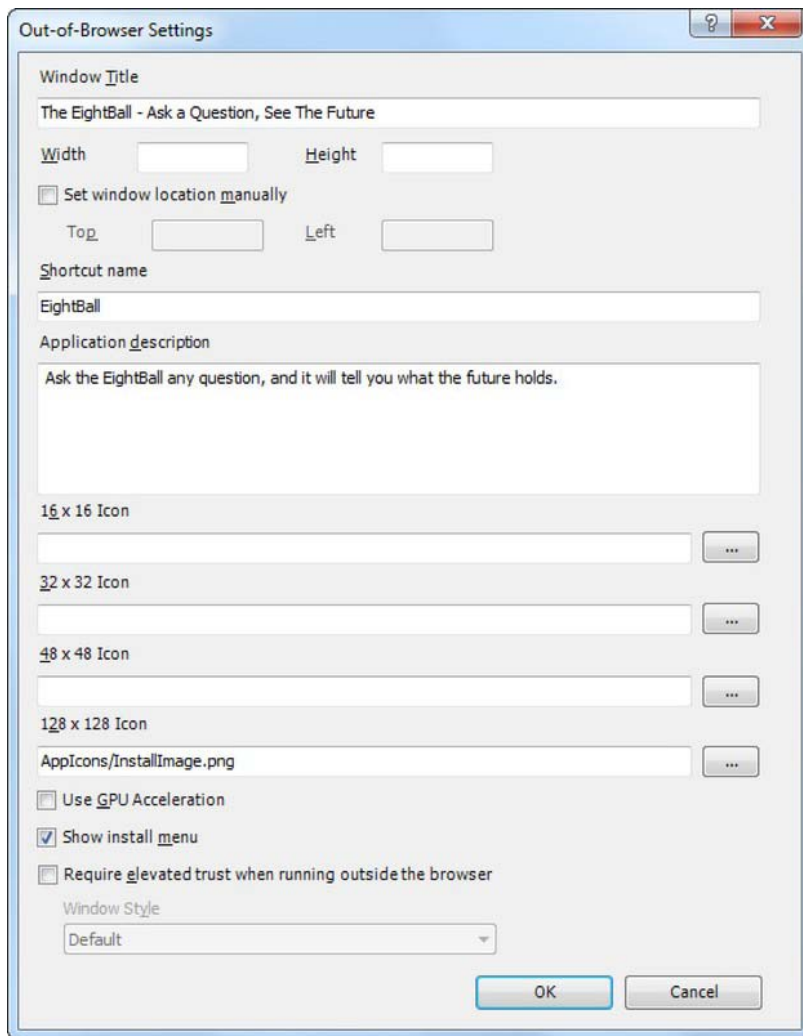 Out-of-Browser Settings
?
X
Window Title
The EightBall - Ask a Question, See The Future
Width Height
Set window location manually
Top Left
Shortcut name
EightBall
Application description
Ask the EightBall any question, and it will tell you what the future holds.
16 x 16 Icon
...
32 x 32 Icon
...
48 x 48 Icon
...
128 x 128 Icon
AppIcons/InstallImage.png ...
Use GPU Acceleration
Show install menu
Require elevated trust when running outside the browser
Window Style
Default
OK Cancel